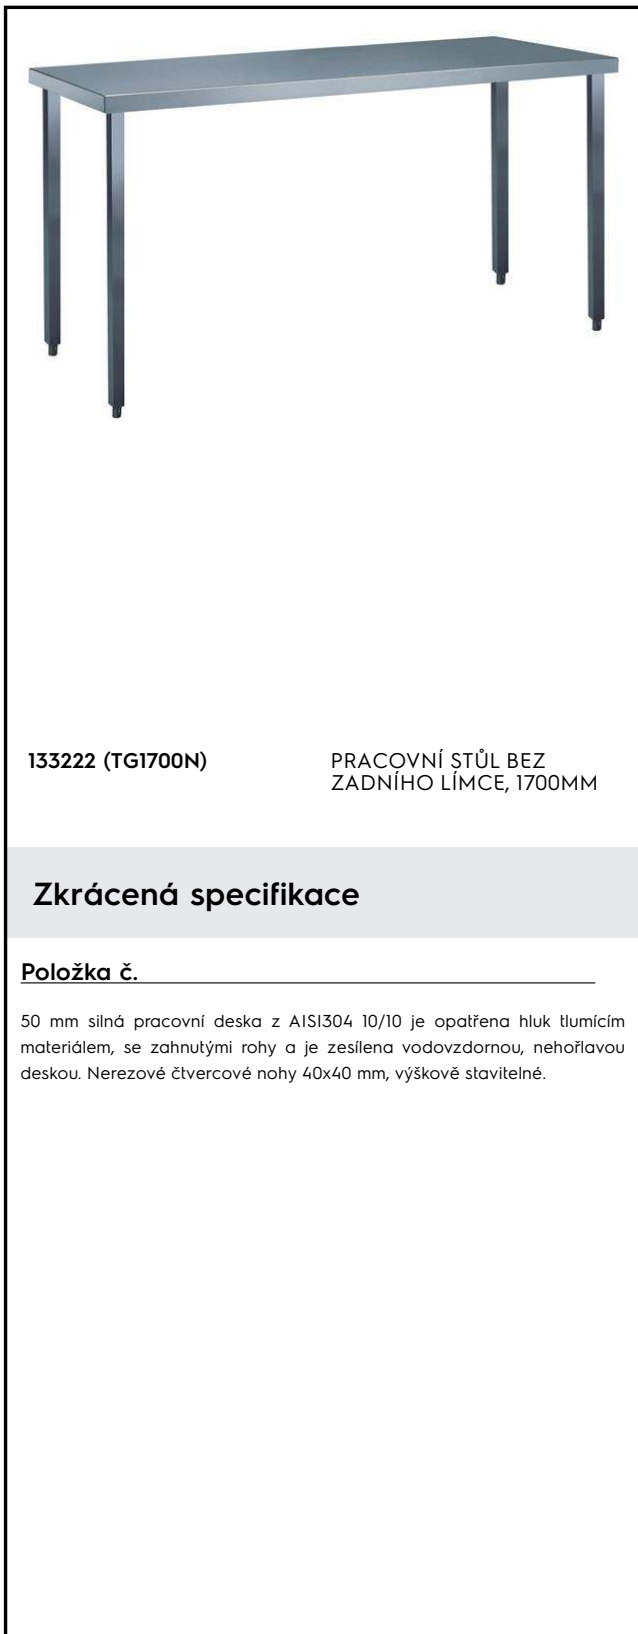 133222 (TG1700N)
PRACOVNÍ STŮL BEZ
ZADNÍHO LÍMCE, 1700MM
Zkrácená specifikace
Položka č.
50 mm silná pracovní deska z AISI304 10/10 je opatřena hluk tlumícím
materiálem, se zahnutými rohy a je zesílena vodovzdornou, nehořlavou
deskou. Nerezové čtvercové nohy 40x40 mm, výškově stavitelné.